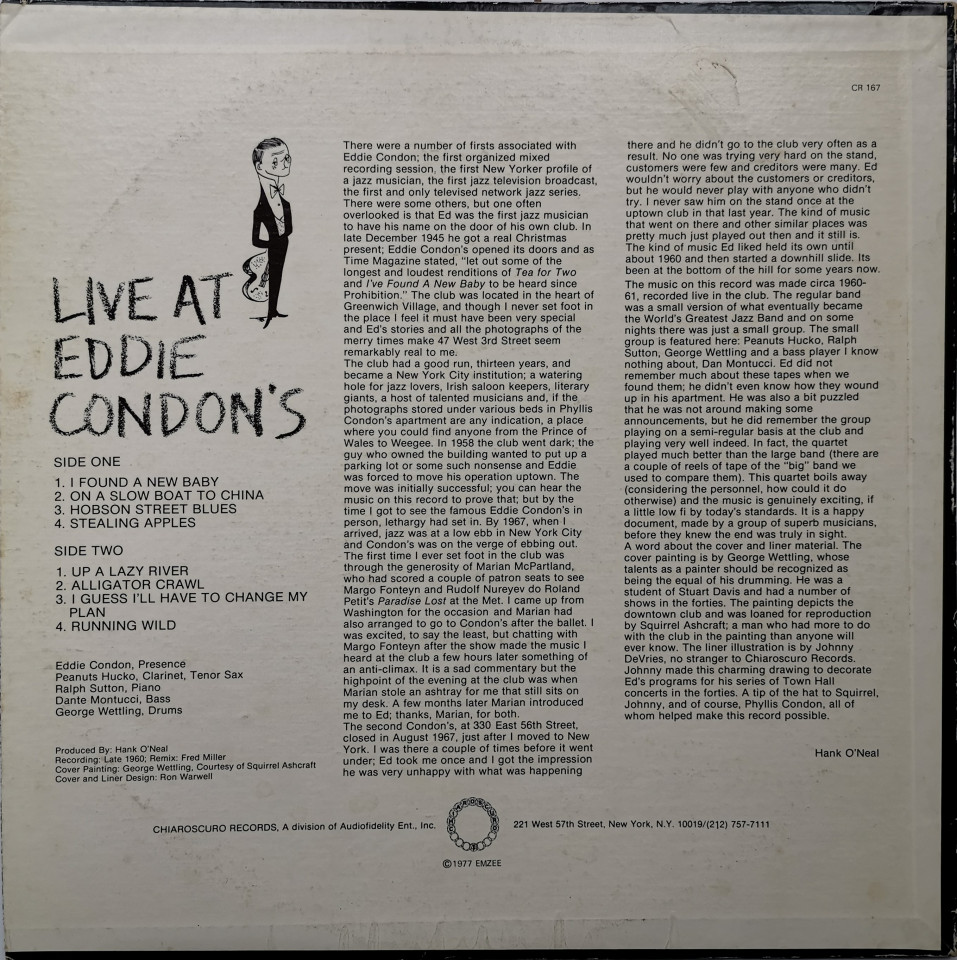 CR 167
LIVE AT
EDDIE
CONDON'S
SIDE ONE
1. I FOUND A NEW BABY
2. ON A SLOW BOAT TO CHINA
3. HOBSON STREET BLUES
4. STEALING APPLES
SIDE TWO
1. UP A LAZY RIVER
2. ALLIGATOR CRAWL
3. I GUESS I'LL HAVE TO CHANGE MY
PLAN
4. RUNNING WILD
Eddie Condon, Presence
Peanuts Hucko, Clarinet, Tenor Sax
Ralph Sutton, Piano
Dante Montucci, Bass
George Wettling, Drums
Produced By: Hank O'Neal
Recording: Late 1960; Remix: Fred Miller
Cover Painting: George Wettling, Courtesy of Squirrel Ashcraft
Cover and Liner Design: Ron Warwell
There were a number of firsts associated with
Eddie Condon; the first organized mixed
recording session, the first New Yorker profile of
a jazz musician, the first jazz television broadcast,
the first and only televised network jazz series.
There were some others, but one often
overlooked is that Ed was the first jazz musician
to have his name on the door of his own club. In
late December 1945 he got a real Christmas
present; Eddie Condon's opened its doors and as
Time Magazine stated, "let out some of the
longest and loudest renditions of Tea for Two
and I've Found A New Baby to be heard since
Prohibition." The club was located in the heart of
Greenwich Village, and though I never set foot in
the place I feel it must have been very special
and Ed's stories and all the photographs of the
merry times make 47 West 3rd Street seem
remarkably real to me.
The club had a good run, thirteen years, and
became a New York City institution; a watering
hole for jazz lovers, Irish saloon keepers, literary
giants, a host of talented musicians and, if the
photographs stored under various beds in Phyllis
Condon's apartment are any indication, a place
where you could find anyone from the Prince of
Wales to Weegee. In 1958 the club went dark; the
guy who owned the building wanted to put up a
parking lot or some such nonsense and Eddie
was forced to move his operation uptown. The
move was initially successful; you can hear the
music on this record to prove that; but by the
time I got to see the famous Eddie Condon's in
person, lethargy had set in. By 1967, when I
arrived, jazz was at a low ebb in New York City
and Condon's was on the verge of ebbing out.
The first time I ever set foot in the club was
through the generosity of Marian McPartland,
who had scored a couple of patron seats to see
Margo Fonteyn and Rudolf Nureyev do Roland
Petit's Paradise Lost at the Met. I came up from
Washington for the occasion and Marian had
also arranged to go to Condon's after the ballet. I
was excited, to say the least, but chatting with
Margo Fonteyn after the show made the music I
heard at the club a few hours later something of
an anti-climax. It is a sad commentary but the
highpoint of the evening at the club was when
Marian stole an ashtray for me that still sits on
my desk. A few months later Marian introduced
me to Ed; thanks, Marian, for both.
The second Condon's, at 330 East 56th Street,
closed in August 1967, just after I moved to New
York. I was there a couple of times before it went
under; Ed took me once and I got the impression
he was very unhappy with what was happening
there and he didn't go to the club very often as a
result. No one was trying very hard on the stand,
customers were few and creditors were many. Ed
wouldn't worry about the customers or creditors,
but he would never play with anyone who didn't
try. I never saw him on the stand once at the
uptown club in that last year. The kind of music
that went on there and other similar places was
pretty much just played out then and it still is.
The kind of music Ed liked held its own until
about 1960 and then started a downhill slide. Its
been at the bottom of the hill for some years now.
The music on this record was made circa 1960-
61, recorded live in the club. The regular band
was a small version of what eventually became
the World's Greatest Jazz Band and on some
nights there was just a small group. The small
group is featured here: Peanuts Hucko, Ralph
Sutton, George Wettling and a bass player I know
nothing about, Dan Montucci. Ed did not
remember much about these tapes when we
found them; he didn't even know how they wound
up in his apartment. He was also a bit puzzled
that he was not around making some
announcements, but he did remember the group
playing on a semi-regular basis at the club and
playing very well indeed. In fact, the quartet
played much better than the large band (there are
a couple of reels of tape of the "big" band we
used to compare them). This quartet boils away
(considering the personnel, how could it do
otherwise) and the music is genuinely exciting, if
a little low fi by today's standards. It is a happy
document, made by a group of superb musicians,
before they knew the end was truly in sight.
A word about the cover and liner material. The
cover painting is by George Wettling, whose
talents as a painter should be recognized as
being the equal of his drumming. He was a
student of Stuart Davis and had a number of
shows in the forties. The painting depicts the
downtown club and was loaned for reproduction
by Squirrel Ashcraft; a man who had more to do
with the club in the painting than anyone will
ever know. The liner illustration is by Johnny
DeVries, no stranger to Chiaroscuro Records.
Johnny made this charming drawing to decorate
Ed's programs for his series of Town Hall
concerts in the forties. A tip of the hat to Squirrel,
Johnny, and of course, Phyllis Condon, all of
whom helped make this record possible.
Hank O'Neal
CHIAROSCURO RECORDS, A division of Audiofidelity Ent., Inc.
CHIAROSCURO
221 West 57th Street, New York, N.Y. 10019/(212) 757-7111
©1977 EMZEE